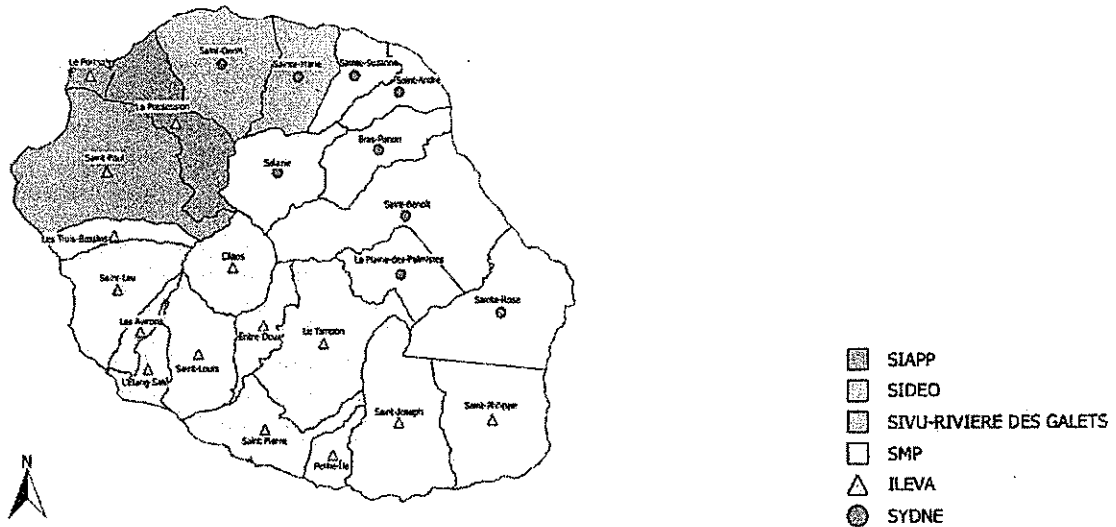 Saint-Denis
Le Port
Sainte-Marie
Sainte-Suzanne
Saint-André
La Possession
Bras-Panon
Saint-Paul
Salazie
Saint-Benoît
Les Trois-Bassins
Cilaos
La Plaine-des-Palmistes
Saint-Leu
Sainte-Rose
Les Avirons
Entre Deux
Le Tampon
Saint-Louis
L'Étang-Salé
Saint-Joseph
Saint-Philippe
Saint Pierre
Petite-Île
N
SIAPP
SIDEO
SIVU-RIVIERE DES GALETS
SMP
ILEVA
SYDNE